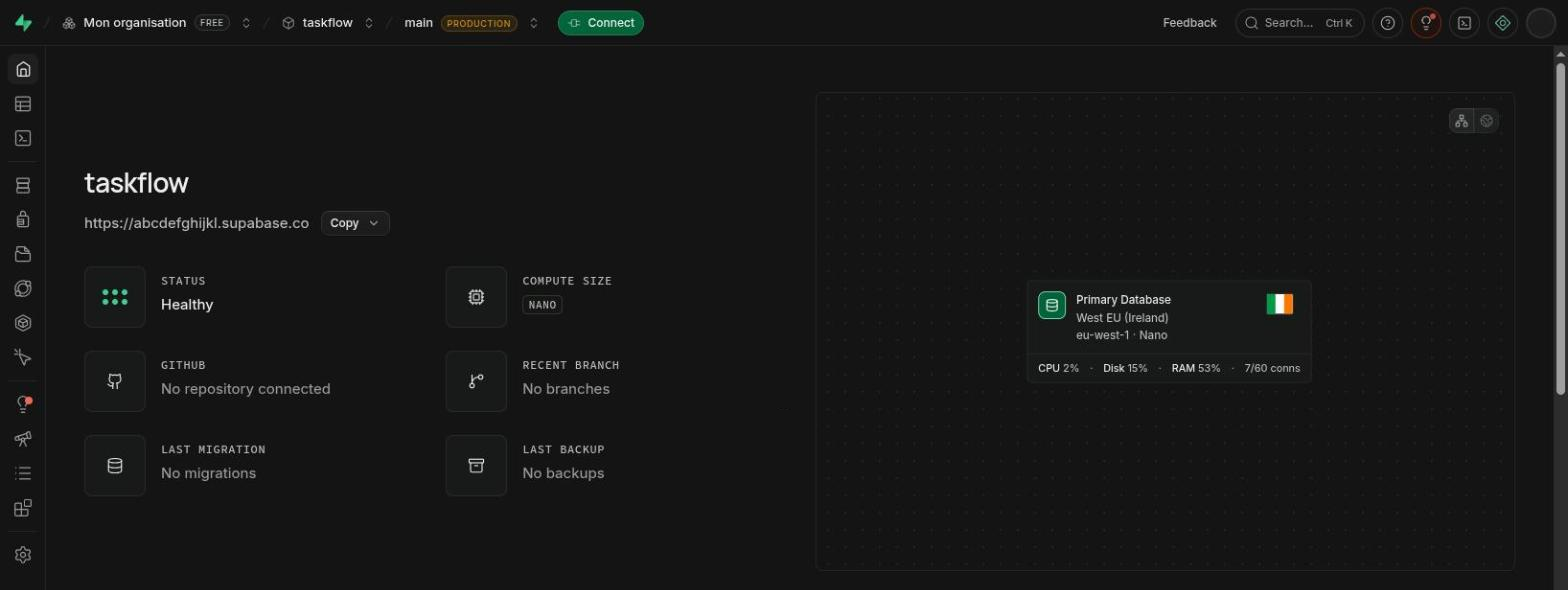 Mon organisation FREE taskflow main PRODUCTION Connect Feedback Search... Ctrl K
taskflow
https://abcdefghijkl.supabase.co Copy
STATUS
Healthy
COMPUTE SIZE
NANO
GITHUB
No repository connected
RECENT BRANCH
No branches
LAST MIGRATION
No migrations
LAST BACKUP
No backups
Primary Database
West EU (Ireland)
eu-west-1 · Nano
CPU 2% · Disk 15% · RAM 53% · 7/60 conns